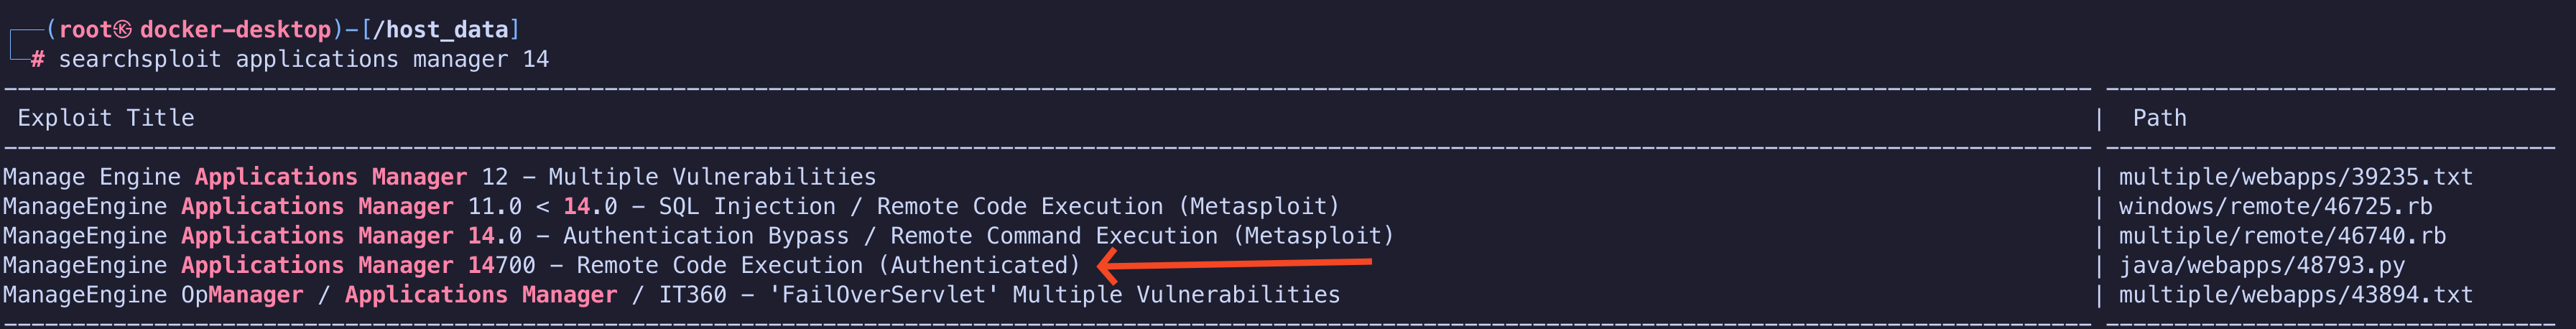 (root㉿ docker-desktop)-[/host_data]
# searchsploit applications manager 14
Exploit Title | Path
Manage Engine Applications Manager 12 - Multiple Vulnerabilities | multiple/webapps/39235.txt
ManageEngine Applications Manager 11.0 < 14.0 - SQL Injection / Remote Code Execution (Metasploit) | windows/remote/46725.rb
ManageEngine Applications Manager 14.0 - Authentication Bypass / Remote Command Execution (Metasploit) | multiple/remote/46740.rb
ManageEngine Applications Manager 14700 - Remote Code Execution (Authenticated) | java/webapps/48793.py
ManageEngine OpManager / Applications Manager / IT360 - 'FailOverServlet' Multiple Vulnerabilities | multiple/webapps/43894.txt